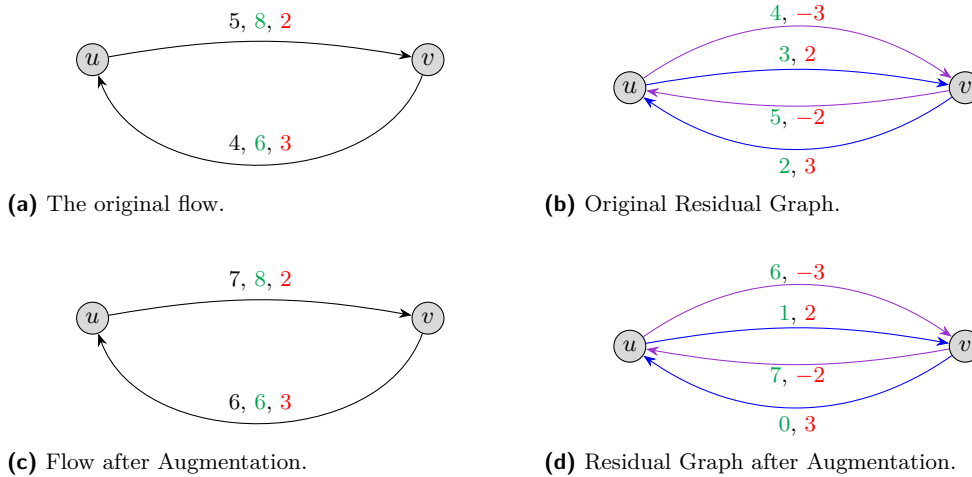 5, 8, 2
u
v
4, 6, 3
(a) The original flow.
4, −3
3, 2
u
v
5, −2
2, 3
(b) Original Residual Graph.
7, 8, 2
u
v
6, 6, 3
(c) Flow after Augmentation.
6, −3
1, 2
u
v
7, −2
0, 3
(d) Residual Graph after Augmentation.